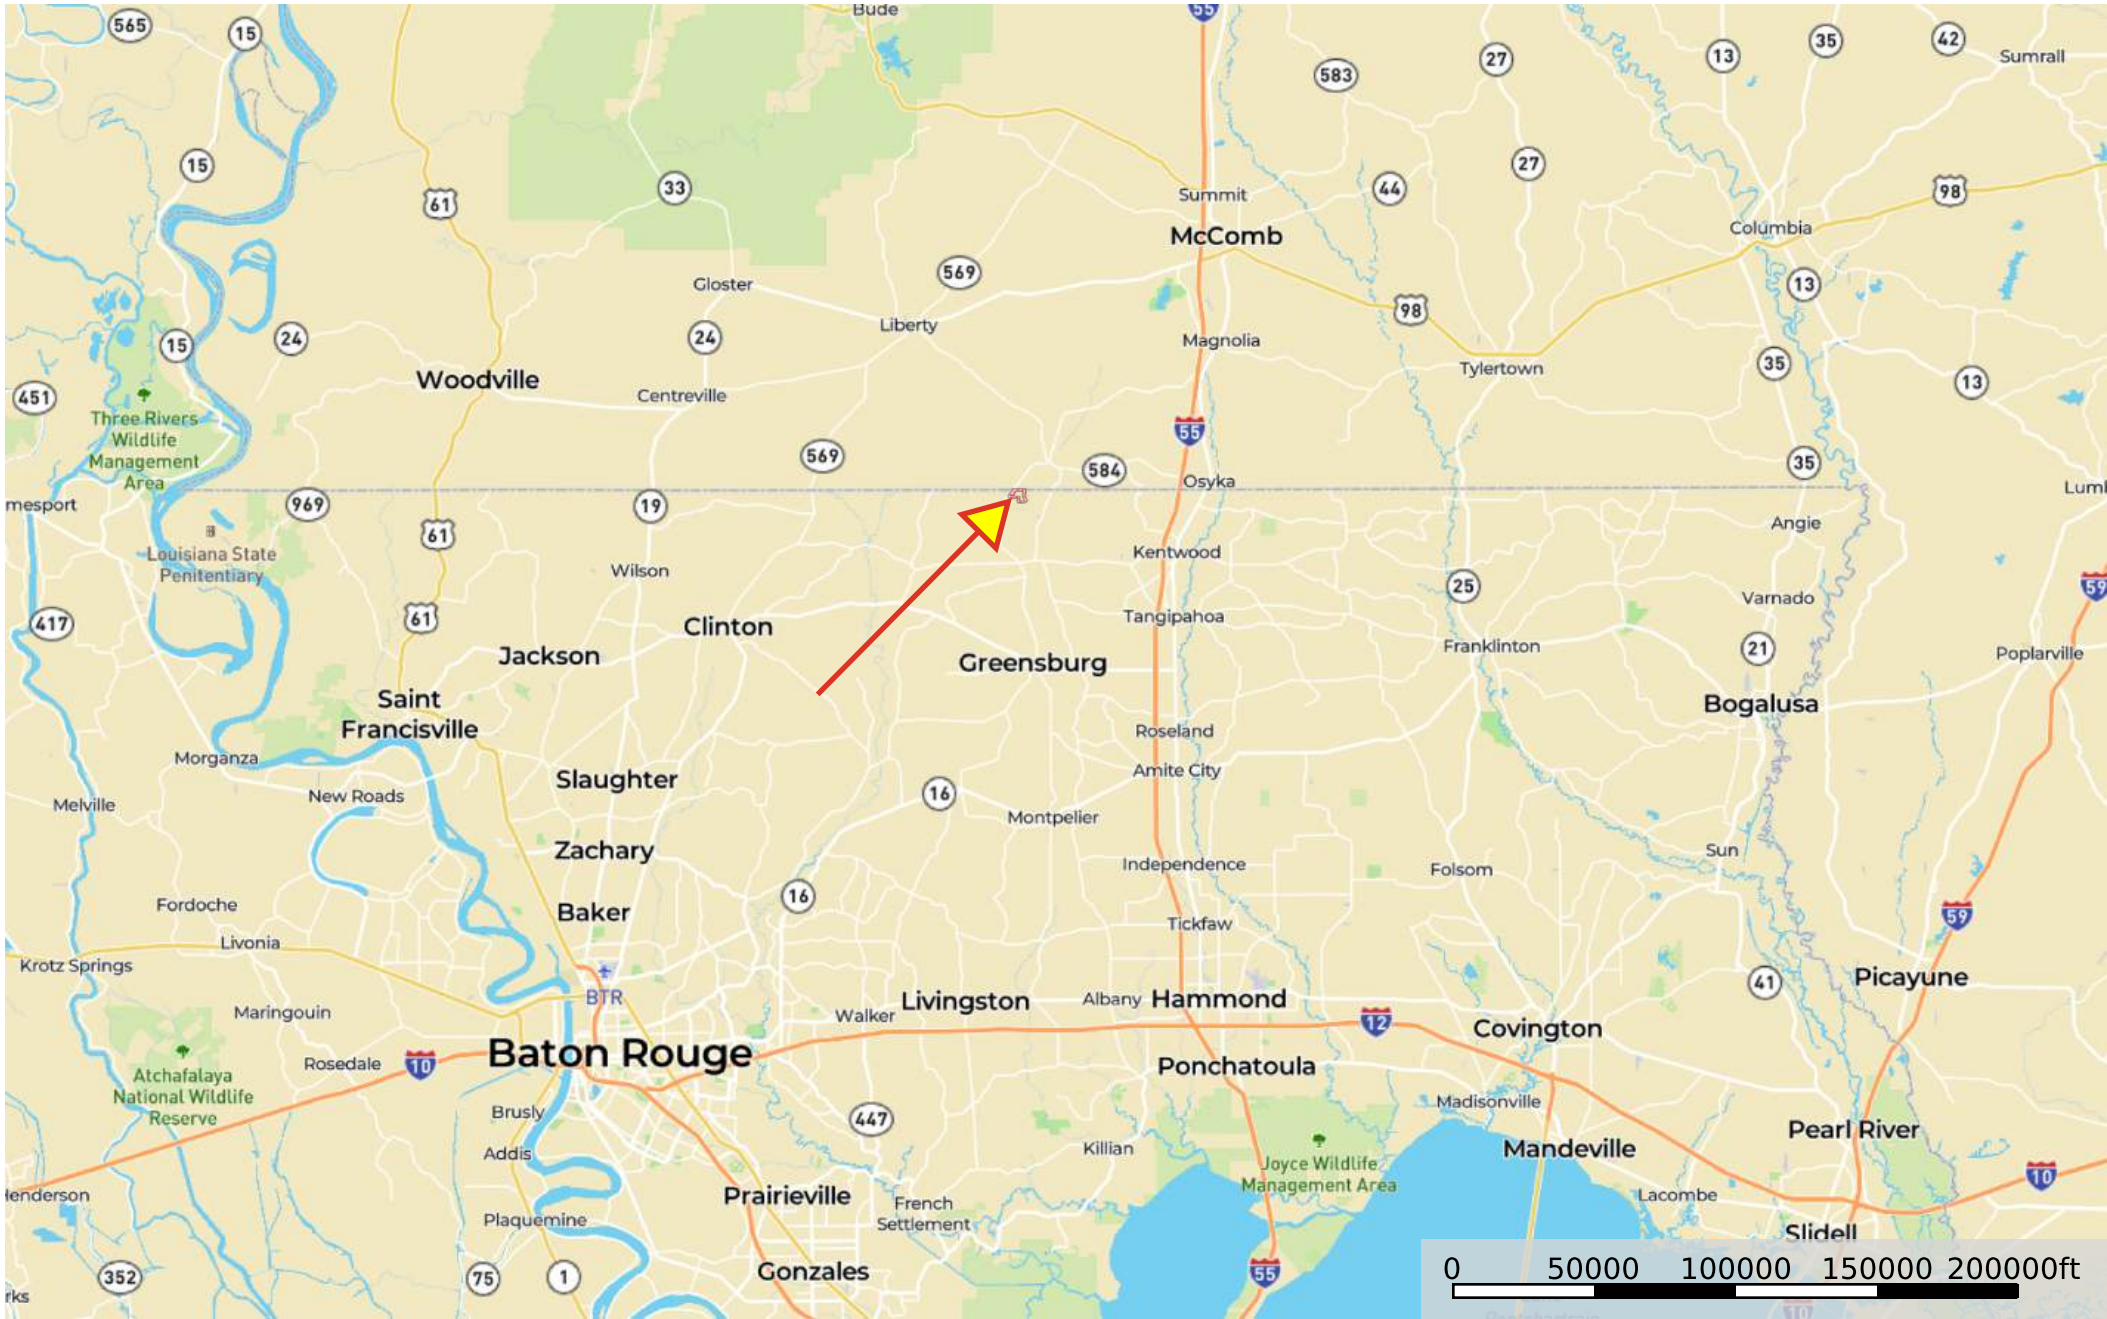 565
15
Bude
55
583
27
13
35
42
Sumrall
15
33
61
Summit
44
27
98
McComb
Columbia
569
Gloster
13
Liberty
98
24
15
24
Magnolia
35
Tylertown
13
Woodville
Centreville
451
Three Rivers
Wildlife
Management
Area
55
569
584
35
Osyka
Luml
mesport
969
19
61
Angie
Louisiana State
Penitentiary
Kentwood
Wilson
25
59
Varnado
417
61
Clinton
Tangipahoa
Jackson
Greensburg
Franklinton
21
Poplarville
Saint
Francisville
Bogalusa
Roseland
Morganza
Amite City
Slaughter
New Roads
16
Melville
Montpelier
Zachary
Independence
Folsom
Sun
16
Fordoche
Baker
Tickfaw
59
Livonia
Krotz Springs
BTR
41
Picayune
Maringouin
Walker
Livingston
Albany
Hammond
12
Covington
Rosedale
10
Baton Rouge
Ponchatoula
Atchafalaya
National Wildlife
Reserve
Brusly
447
Madisonville
Pearl River
Addis
Killian
Joyce Wildlife
Management Area
Mandeville
10
Henderson
Prairieville
French
Settlement
Lacombe
Plaquemine
Slidell
352
75
1
Gonzales
55
0 50000 100000 150000 200000ft
rks
10